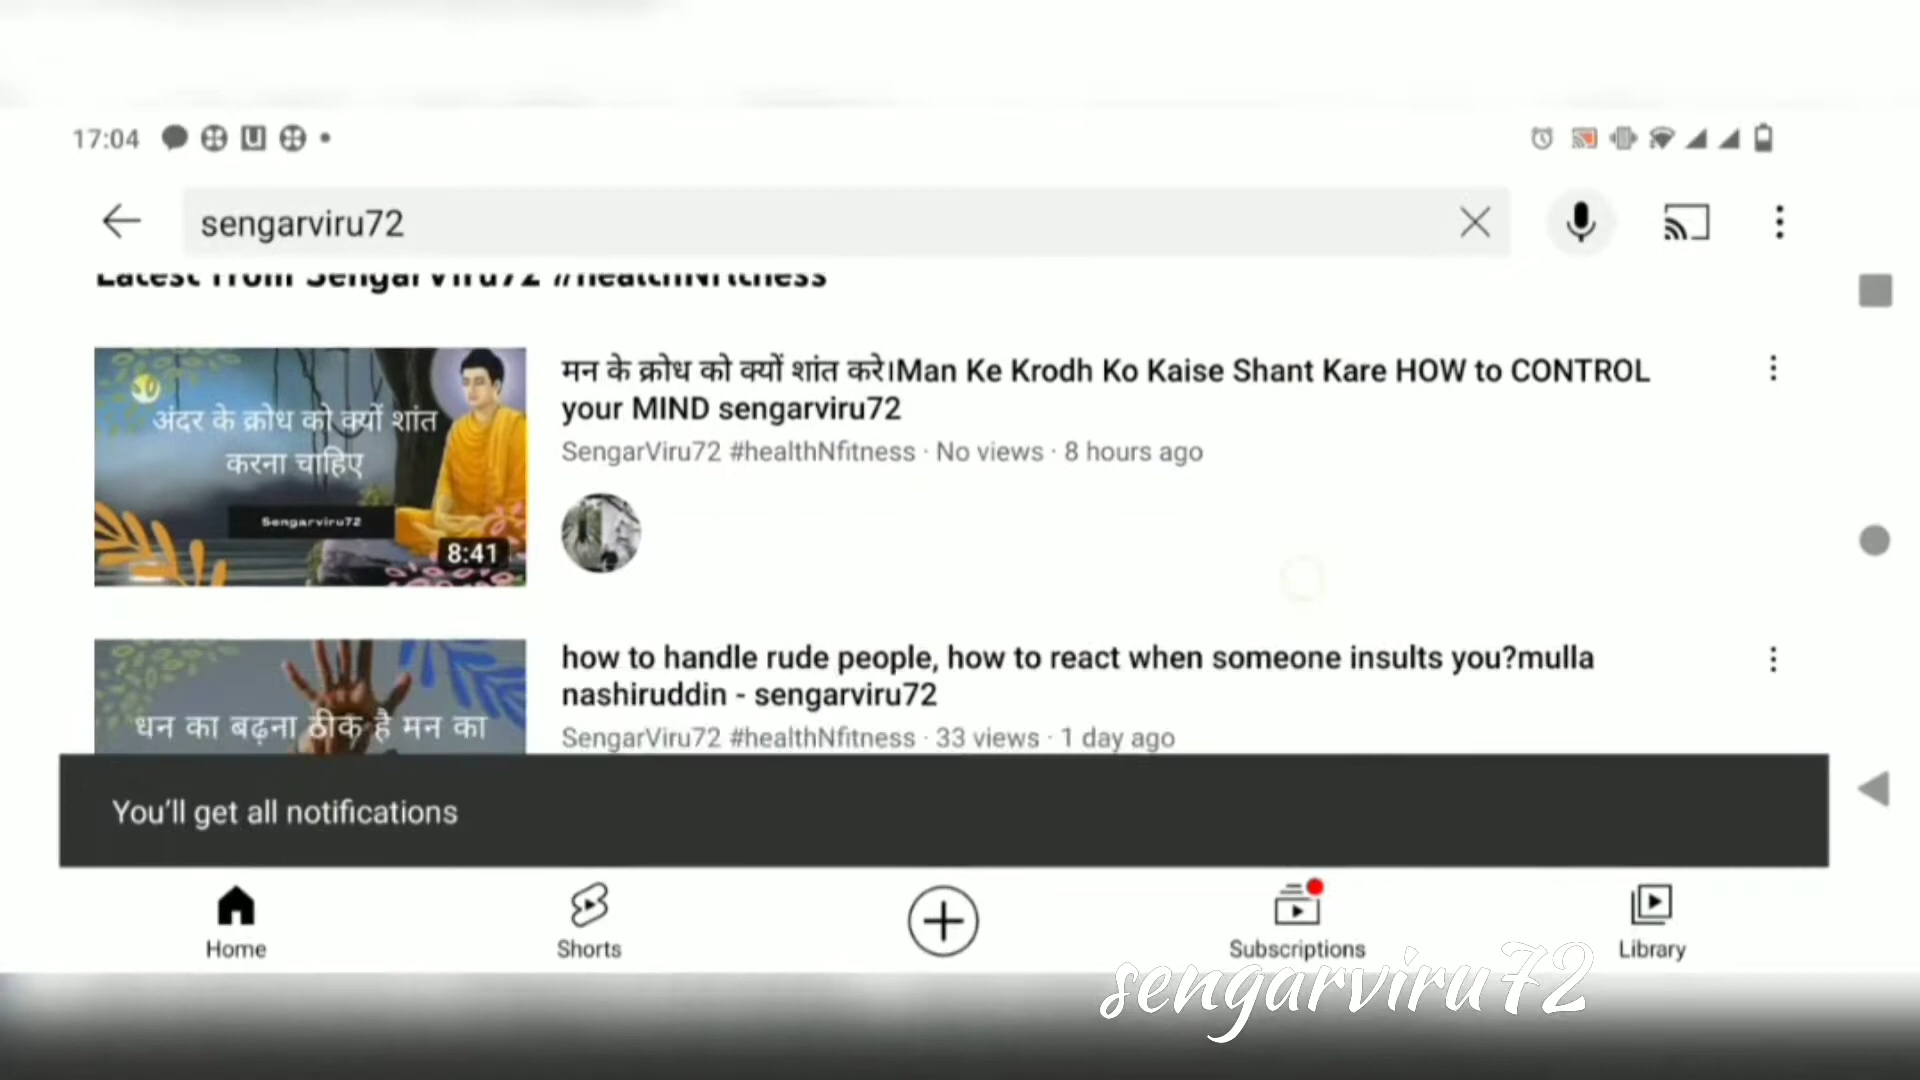 17:04
sengarviru72
Latest from SengarViru72 #healthNfitness
अंदर के क्रोध को क्यों शांत
करना चाहिए
Sengarviru72
8:41
मन के क्रोध को क्यों शांत करे।Man Ke Krodh Ko Kaise Shant Kare HOW to CONTROL
your MIND sengarviru72
SengarViru72 #healthNfitness · No views · 8 hours ago
धन का बढ़ना ठीक है मन का
how to handle rude people, how to react when someone insults you?mulla
nashiruddin - sengarviru72
SengarViru72 #healthNfitness · 33 views · 1 day ago
You'll get all notifications
Home
Shorts
Subscriptions
Library
sengarviru72